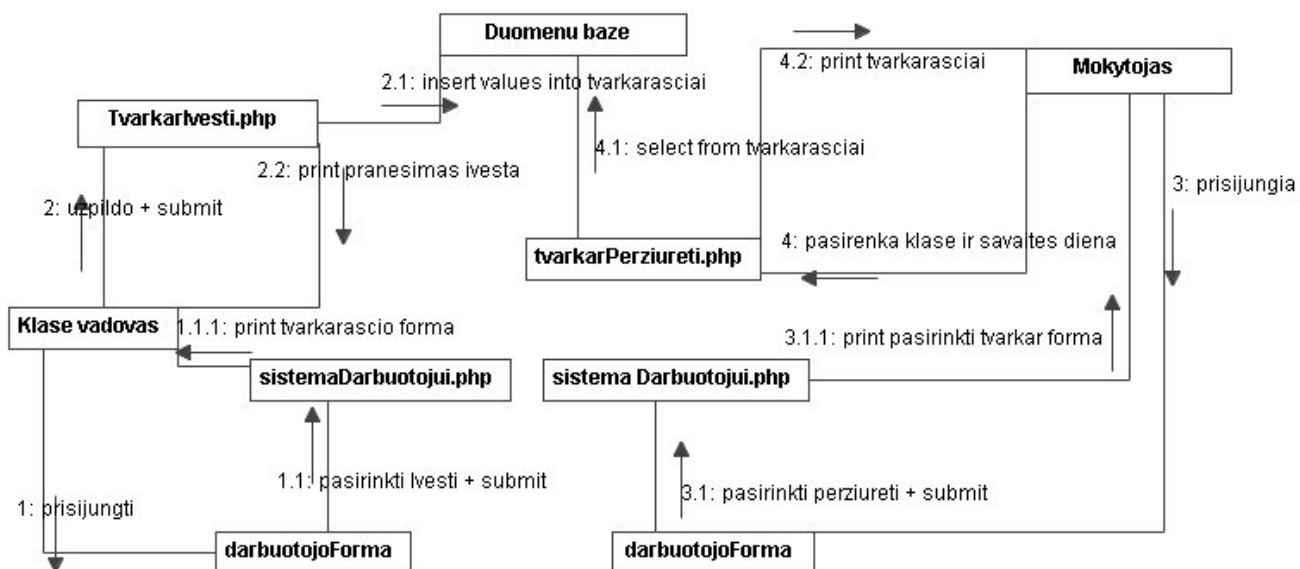 Duomenu baze
4.2: print tvarkarasciai
Mokytojas
2.1: insert values into tvarkarasciai
TvarkarIvesti.php
4.1: select from tvarkarasciai
2.2: print pranesimas ivesta
3: prisijungia
2: uzpildo + submit
tvarkarPerziureti.php
4: pasirenka klase ir savaites diena
Klase vadovas
1.1.1: print tvarkarascio forma
3.1.1: print pasirinkti tvarkar forma
sistemaDarbuotojui.php
sistema Darbuotojui.php
1.1: pasirinkti Ivesti + submit
3.1: pasirinkti perziureti + submit
1: prisijungti
darbuotojoForma
darbuotojoForma